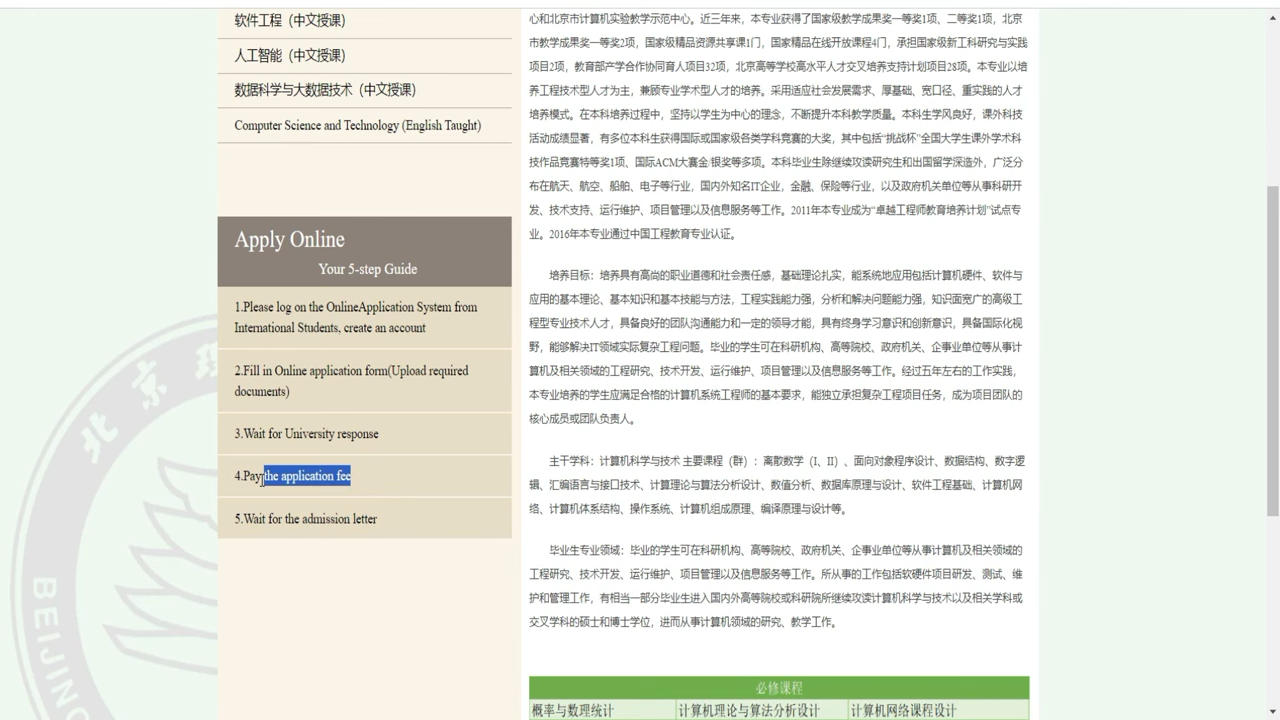 软件工程（中文授课）
人工智能（中文授课）
数据科学与大数据技术（中文授课）
Computer Science and Technology (English Taught)
Apply Online
Your 5-step Guide
1.Please log on the OnlineApplication System from
International Students, create an account
2.Fill in Online application form(Upload required
documents)
3.Wait for University response
4.Pay the application fee
5.Wait for the admission letter
心和北京市计算机实验教学示范中心。近三年来，本专业获得了国家级教学成果奖一等奖1项、二等奖1项，北京
市教学成果奖一等奖2项，国家级精品资源共享课1门，国家精品在线开放课程4门，承担国家级新工科研究与实践
项目2项，教育部产学合作协同育人项目32项，北京高等学校高水平人才交叉培养支持计划项目28项。本专业以培
养工程技术型人才为主，兼顾专业学术型人才的培养。采用适应社会发展需求、厚基础、宽口径、重实践的人才
培养模式。在本科培养过程中，坚持以学生为中心的理念，不断提升本科教学质量。本科生学风良好，课外科技
活动成绩显著，有多位本科生获得国际或国家级各类学科竞赛的大奖，其中包括“挑战杯”全国大学生课外学术科
技作品竞赛特等奖1项、国际ACM大赛金/银奖等多项。本科毕业生除继续攻读研究生和出国留学深造外，广泛分
布在航天、航空、船舶、电子等行业，国内外知名IT企业，金融、保险等行业，以及政府机关单位等从事科研开
发、技术支持、运行维护、项目管理以及信息服务等工作。2011年本专业成为“卓越工程师教育培养计划”试点专
业。2016年本专业通过中国工程教育专业认证。
培养目标：培养具有高尚的职业道德和社会责任感，基础理论扎实，能系统地应用包括计算机硬件、软件与
应用的基本理论、基本知识和基本技能与方法，工程实践能力强，分析和解决问题能力强，知识面宽广的高级工
程型专业技术人才，具备良好的团队沟通能力和一定的领导才能，具有终身学习意识和创新意识，具备国际化视
野，能够解决IT领域实际复杂工程问题。毕业的学生可在科研机构、高等院校、政府机关、企事业单位等从事计
算机及相关领域的工程研究、技术开发、运行维护、项目管理以及信息服务等工作。经过五年左右的工作实践，
本专业培养的学生应满足合格的计算机系统工程师的基本要求，能独立承担复杂工程项目任务，成为项目团队的
核心成员或团队负责人。
主干学科：计算机科学与技术 主要课程（群）：离散数学（I、II）、面向对象程序设计、数据结构、数字逻
辑、汇编语言与接口技术、计算理论与算法分析设计、数值分析、数据库原理与设计、软件工程基础、计算机网
络、计算机体系结构、操作系统、计算机组成原理、编译原理与设计等。
毕业生专业领域：毕业的学生可在科研机构、高等院校、政府机关、企事业单位等从事计算机及相关领域的
工程研究、技术开发、运行维护、项目管理以及信息服务等工作。所从事的工作包括软硬件项目研发、测试、维
护和管理工作，有相当一部分毕业生进入国内外高等院校或科研院所继续攻读计算机科学与技术以及相关学科或
交叉学科的硕士和博士学位，进而从事计算机领域的研究、教学工作。
必修课程
概率与数理统计 计算机理论与算法分析设计 计算机网络课程设计
北京
BEIJING